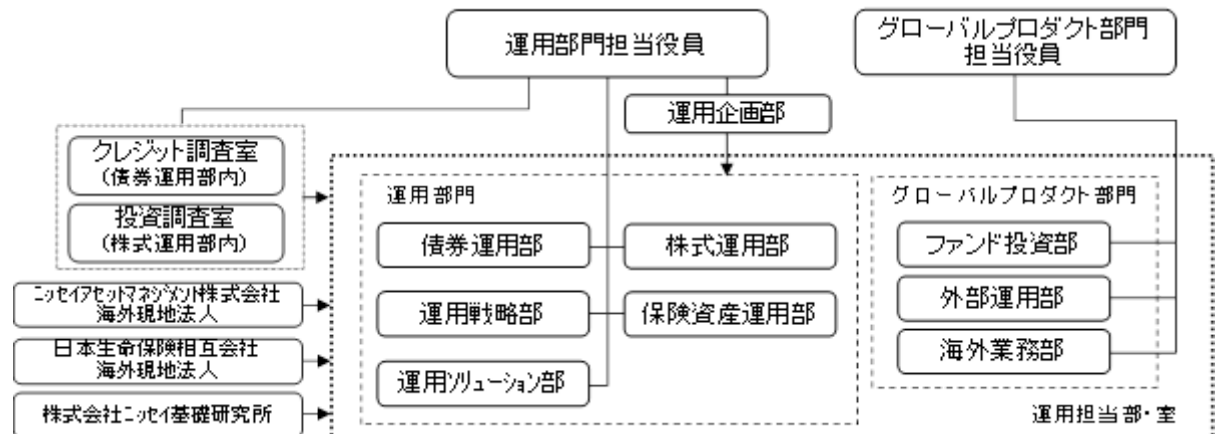 運用部門担当役員
グローバルプロダクト部門
担当役員
運用企画部
クレジット調査室
(債券運用部内)
投資調査室
(株式運用部内)
運用部門
債券運用部
株式運用部
運用戦略部
保険資産運用部
運用ソリューション部
グローバルプロダクト部門
ファンド投資部
外部運用部
海外業務部
ニッセイアセットマネジメント株式会社
海外現地法人
日本生命保険相互会社
海外現地法人
株式会社ニッセイ基礎研究所
運用担当部・室